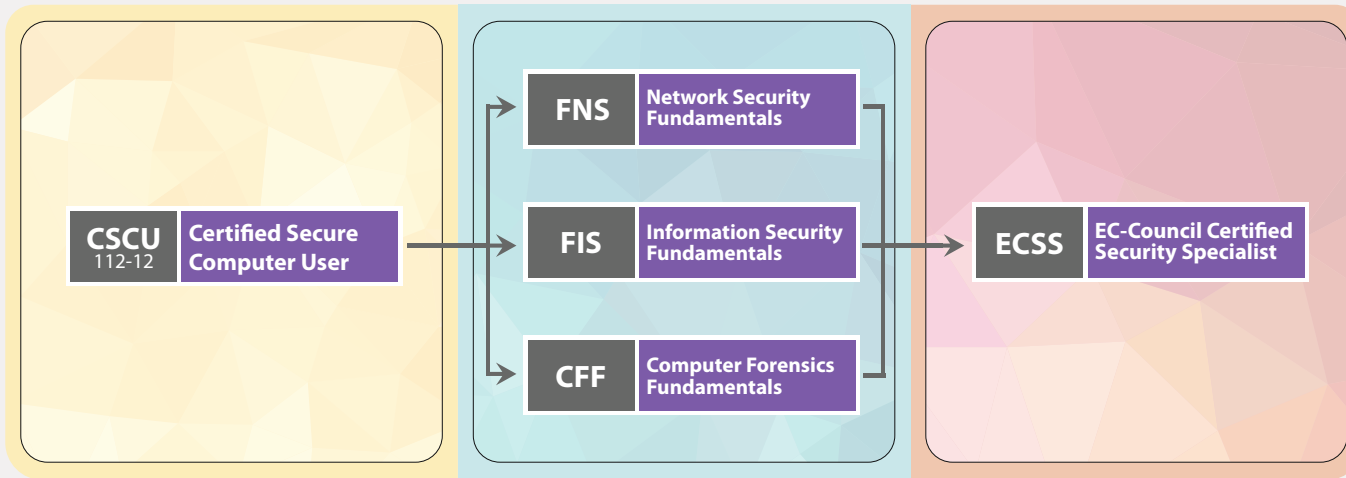 CSCU
112-12
Certified Secure
Computer User
FNS
Network Security
Fundamentals
FIS
Information Security
Fundamentals
CFF
Computer Forensics
Fundamentals
ECSS
EC-Council Certified
Security Specialist